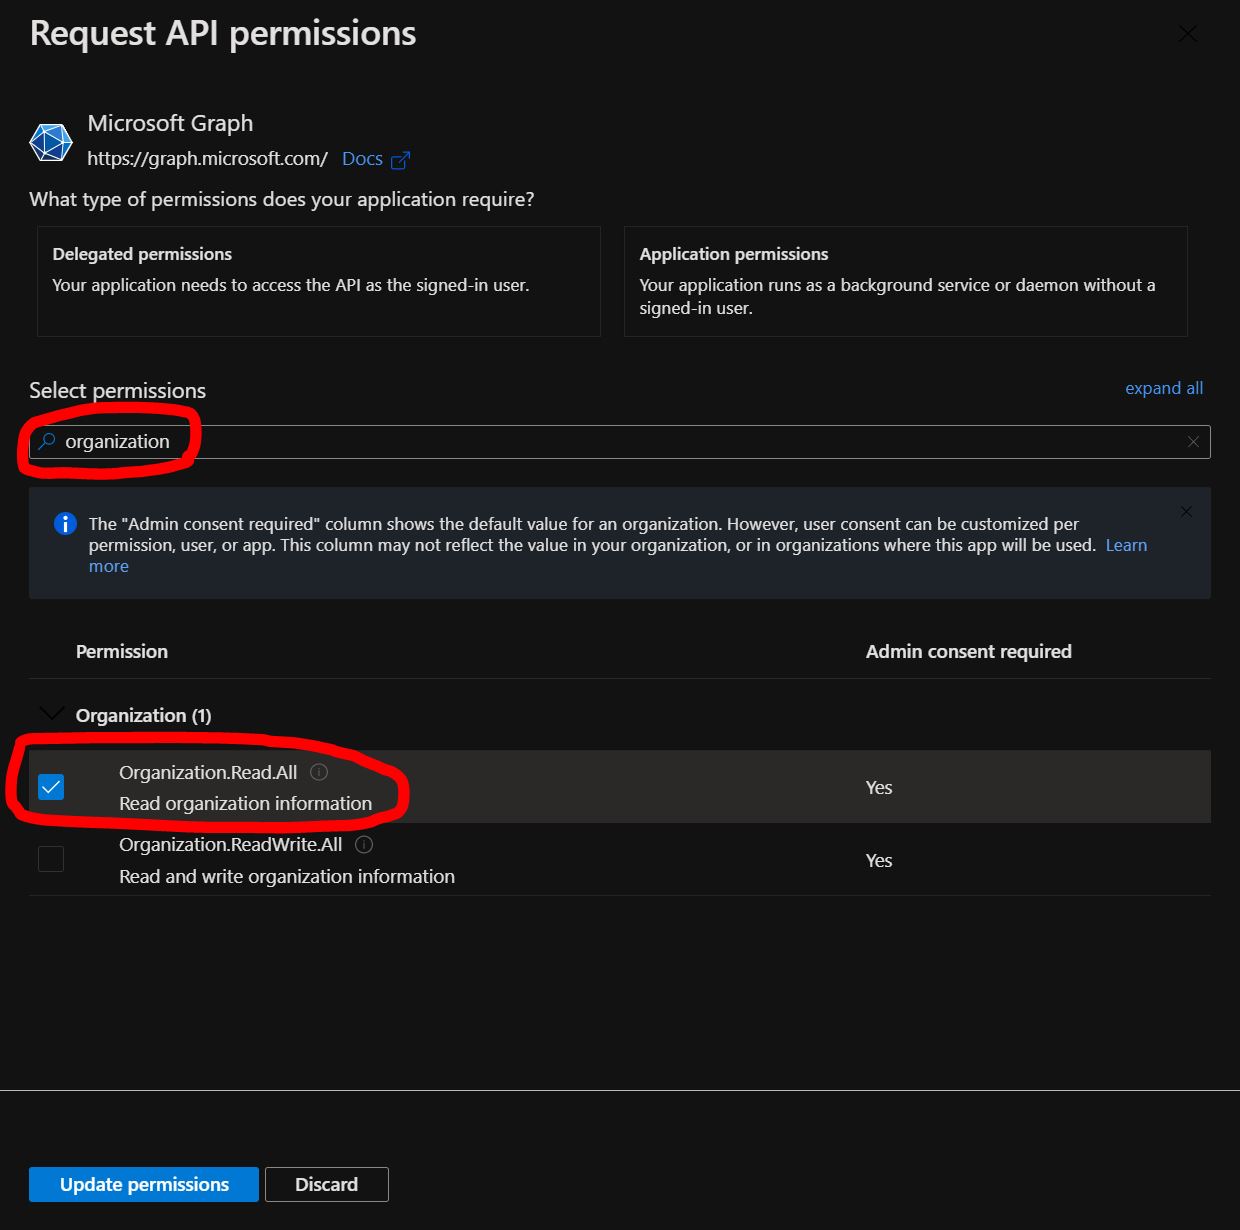 Request API permissions
Microsoft Graph
https://graph.microsoft.com/ Docs
What type of permissions does your application require?
Delegated permissions
Your application needs to access the API as the signed-in user.
Application permissions
Your application runs as a background service or daemon without a
signed-in user.
Select permissions
expand all
organization
The "Admin consent required" column shows the default value for an organization. However, user consent can be customized per
permission, user, or app. This column may not reflect the value in your organization, or in organizations where this app will be used. Learn
more
Permission
Admin consent required
Organization (1)
Organization.Read.All
Read organization information
Yes
Organization.ReadWrite.All
Read and write organization information
Yes
Update permissions
Discard